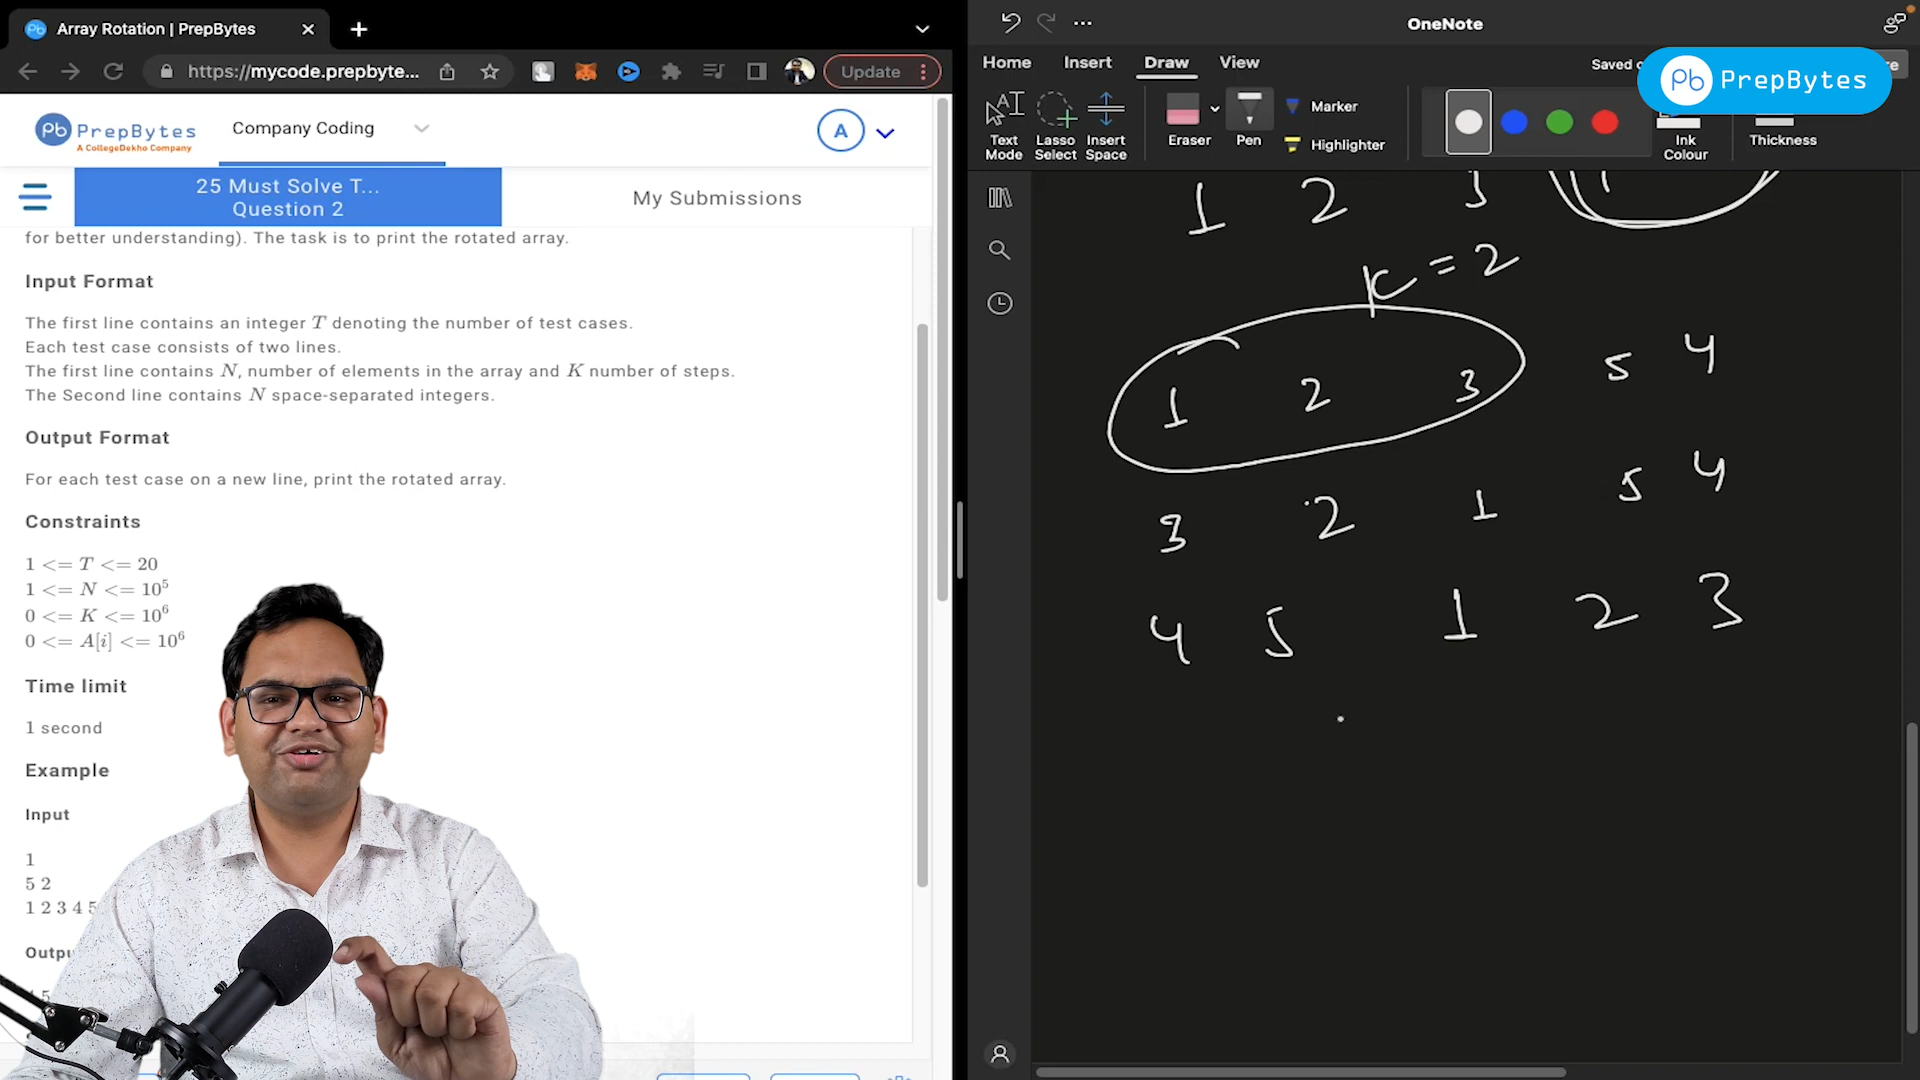 Array Rotation | PrepBytes
https://mycode.prepbyte...
Update
PrepBytes
A CollegeDekho Company
Company Coding
A
25 Must Solve T...
Question 2
My Submissions
for better understanding). The task is to print the rotated array.
Input Format
The first line contains an integer T denoting the number of test cases.
Each test case consists of two lines.
The first line contains N, number of elements in the array and K number of steps.
The Second line contains N space-separated integers.
Output Format
For each test case on a new line, print the rotated array.
Constraints
1 <= T <= 20
1 <= N <= 10^5
0 <= K <= 10^6
0 <= A[i] <= 10^6
Time limit
1 second
Example
Input
1
5 2
1 2 3 4 5
OneNote
Home Insert Draw View
Saved
PrepBytes
Text Mode
Lasso Select
Insert Space
Eraser
Pen
Marker
Highlighter
Ink Colour
Thickness
1 2 3
K = 2
1 2 3 5 4
3 2 1 5 4
4 5 1 2 3